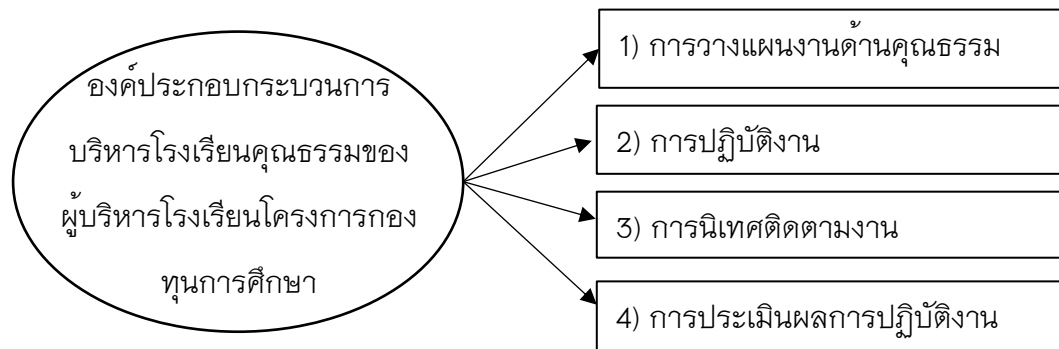 องค์ประกอบกระบวนการ
บริหารโรงเรียนคุณธรรมของ
ผู้บริหารโรงเรียนโครงการกอง
ทุนการศึกษา
1) การวางแผนงานด้านคุณธรรม
2) การปฏิบัติงาน
3) การนิเทศติดตามงาน
4) การประเมินผลการปฏิบัติงาน